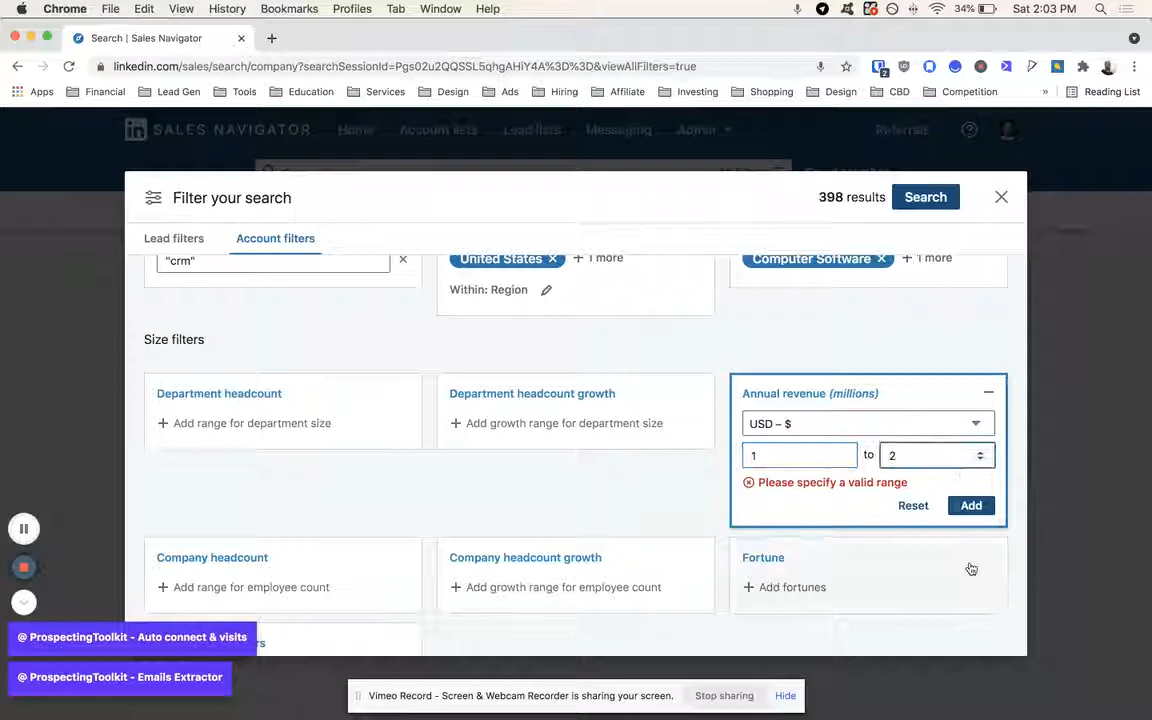 Chrome File Edit View History Bookmarks Profiles Tab Window Help 34% Sat 2:03 PM
Search | Sales Navigator
linkedin.com/sales/search/company?searchSessionId=Pgs02u2QQSSL5qhgAHiY4A%3D%3D&viewAllFilters=true 2
Apps Financial Lead Gen Tools Education Services Design Ads Hiring Affiliate Investing Shopping Design CBD Competition » Reading List
SALES NAVIGATOR Home Account lists Lead lists Messaging Admin Referrals
Filter your search 398 results Search
Lead filters Account filters
"crm" United States + 1 more Computer Software + 1 more
Within: Region
Size filters
Department headcount Department headcount growth Annual revenue (millions)
+ Add range for department size + Add growth range for department size USD – $
1 to 2
Please specify a valid range
Reset Add
Company headcount Company headcount growth Fortune
+ Add range for employee count + Add growth range for employee count + Add fortunes
@ ProspectingToolkit - Auto connect & visits
@ ProspectingToolkit - Emails Extractor
Vimeo Record - Screen & Webcam Recorder is sharing your screen. Stop sharing Hide